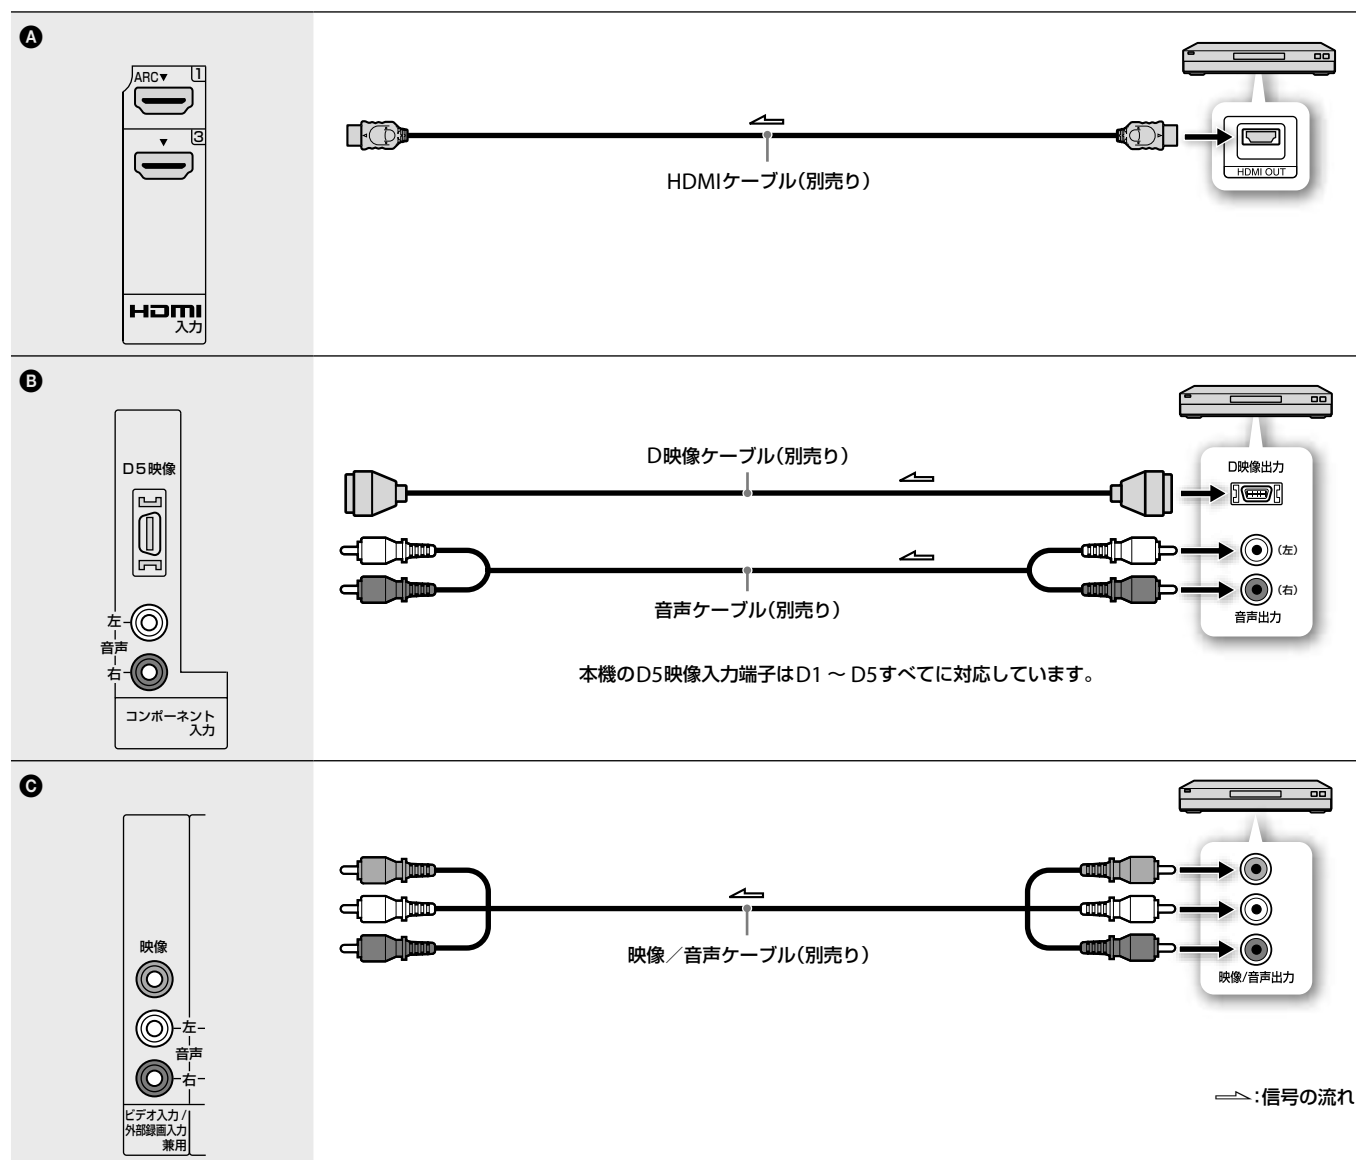 A
ARC▼ 1
▼ 3
HDMI
入力
HDMIケーブル（別売り）
HDMI OUT
B
D5映像
左
音声
右
コンポーネント
入力
D映像ケーブル（別売り）
音声ケーブル（別売り）
本機のD5映像入力端子はD1 ～ D5すべてに対応しています。
D映像出力
（左）
（右）
音声出力
C
映像
左
音声
右
ビデオ入力 /
外部録画入力
兼用
映像／音声ケーブル（別売り）
映像/音声出力
：信号の流れ